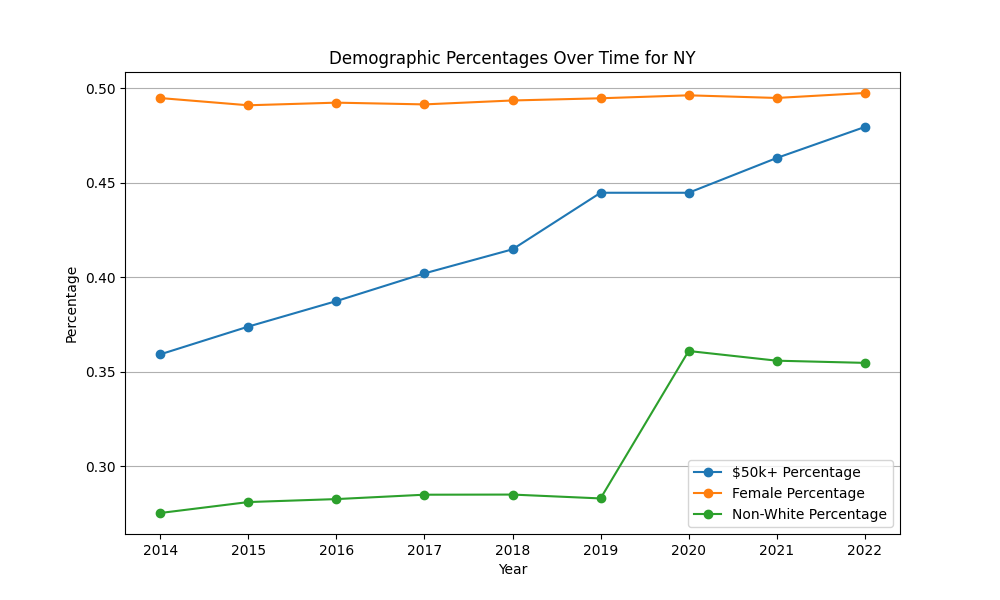 Demographic Percentages Over Time for NY
Percentage
0.50
0.45
0.40
0.35
0.30
$50k+ Percentage
Female Percentage
Non-White Percentage
2014 2015 2016 2017 2018 2019 2020 2021 2022
Year